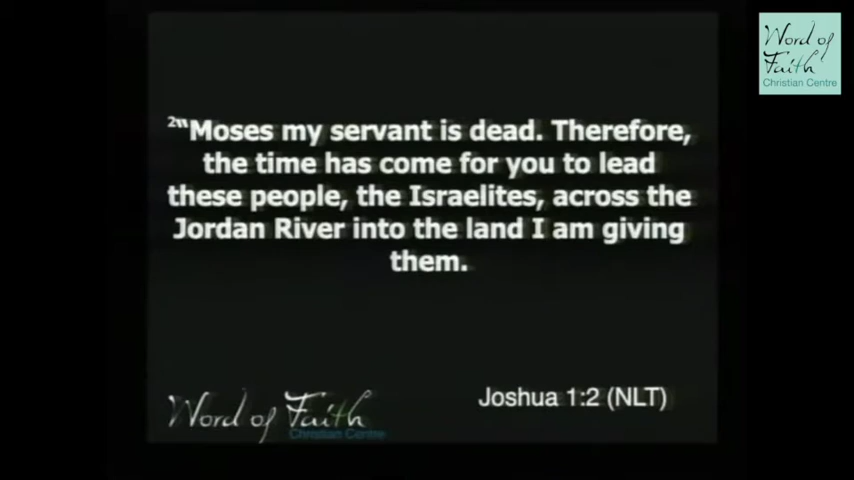 Word of
Faith
Christian Centre
2"Moses my servant is dead. Therefore,
the time has come for you to lead
these people, the Israelites, across the
Jordan River into the land I am giving
them.
Word of Faith
Christian Centre
Joshua 1:2 (NLT)